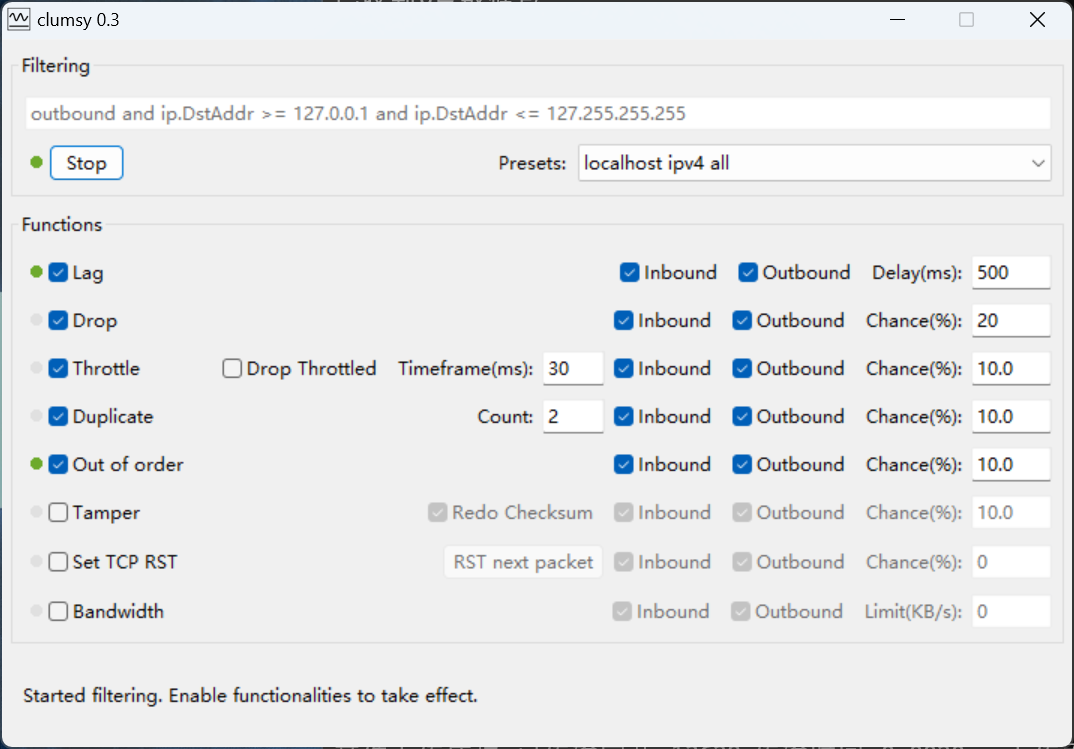 clumsy 0.3
Filtering
outbound and ip.DstAddr >= 127.0.0.1 and ip.DstAddr <= 127.255.255.255
Stop Presets: localhost ipv4 all
Functions
Lag Inbound Outbound Delay(ms): 500
Drop Inbound Outbound Chance(%): 20
Throttle Drop Throttled Timeframe(ms): 30 Inbound Outbound Chance(%): 10.0
Duplicate Count: 2 Inbound Outbound Chance(%): 10.0
Out of order Inbound Outbound Chance(%): 10.0
Tamper Redo Checksum Inbound Outbound Chance(%): 10.0
Set TCP RST RST next packet Inbound Outbound Chance(%): 0
Bandwidth Inbound Outbound Limit(KB/s): 0
Started filtering. Enable functionalities to take effect.